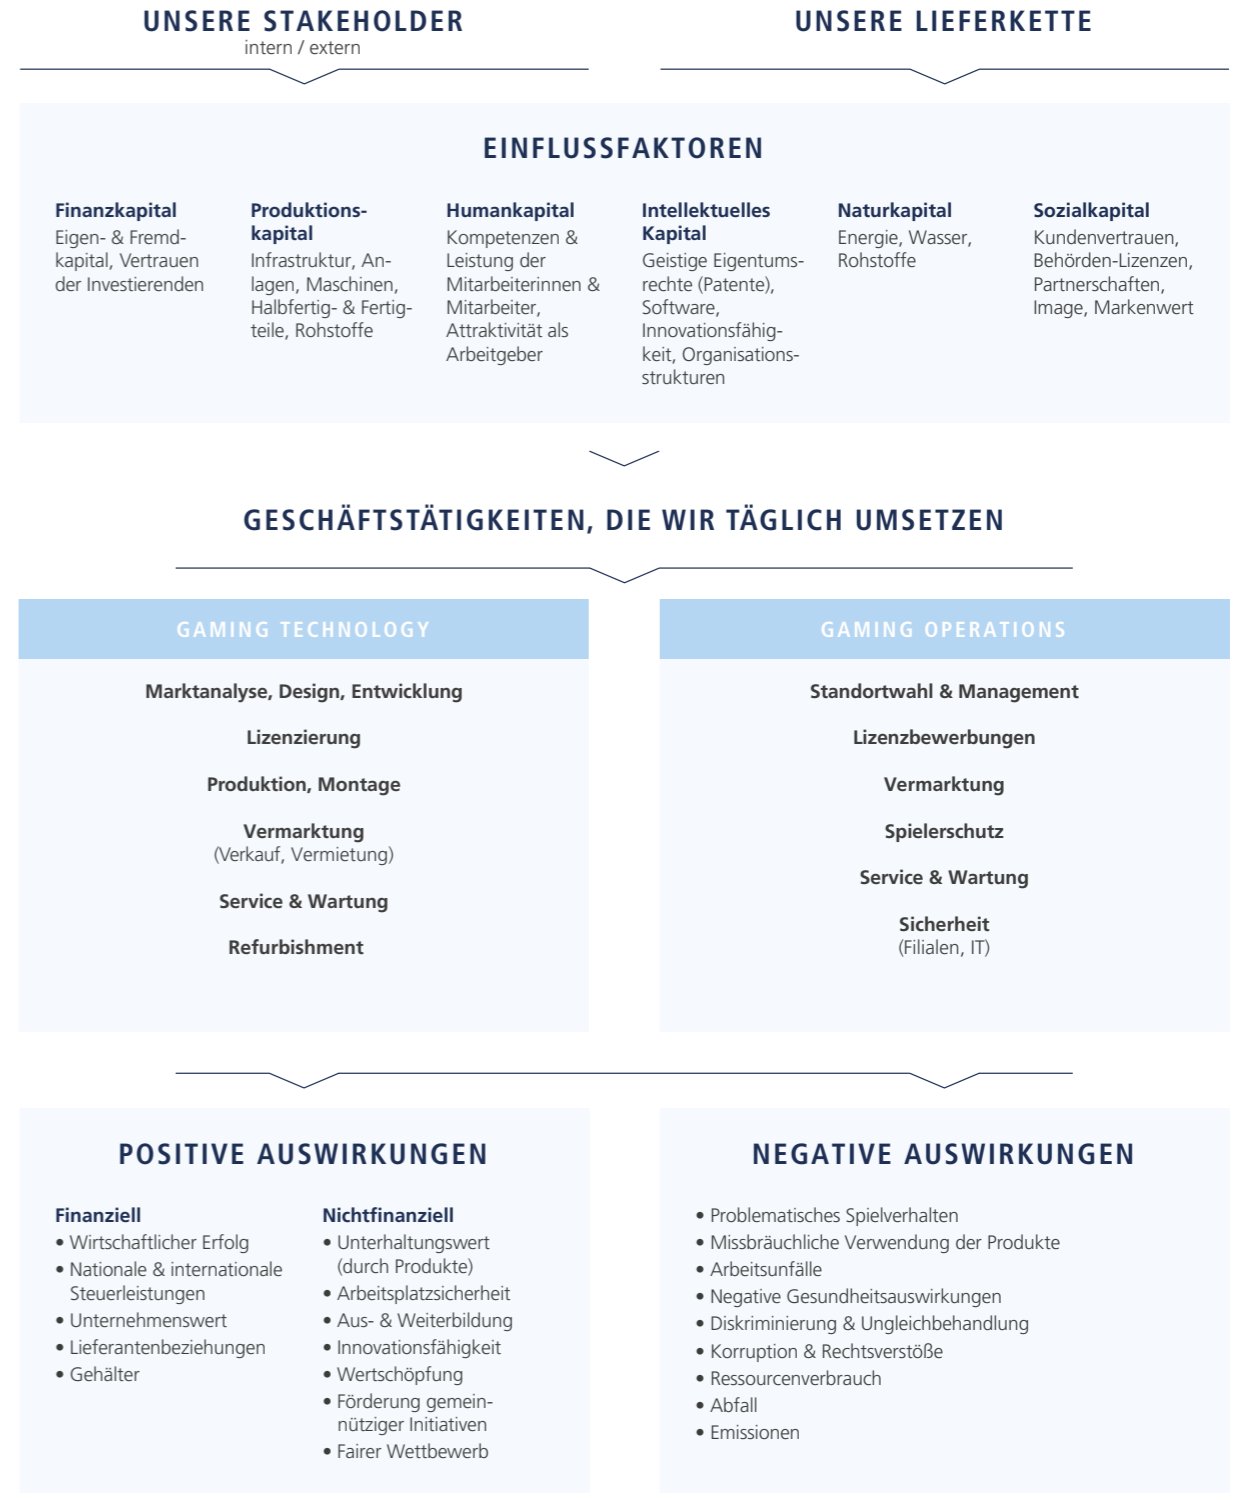 UNSERE STAKEHOLDER
intern / extern
UNSERE LIEFERKETTE
EINFLUSSFAKTOREN
Finanzkapital
Eigen- & Fremd-
kapital, Vertrauen
der Investierenden
Produktions-
kapital
Infrastruktur, An-
lagen, Maschinen,
Halbfertig- & Fertig-
teile, Rohstoffe
Humankapital
Kompetenzen &
Leistung der
Mitarbeiterinnen &
Mitarbeiter,
Attraktivität als
Arbeitgeber
Intellektuelles
Kapital
Geistige Eigentums-
rechte (Patente),
Software,
Innovationsfähig-
keit, Organisations-
strukturen
Naturkapital
Energie, Wasser,
Rohstoffe
Sozialkapital
Kundenvertrauen,
Behörden-Lizenzen,
Partnerschaften,
Image, Markenwert
GESCHÄFTSTÄTIGKEITEN, DIE WIR TÄGLICH UMSETZEN
GAMING TECHNOLOGY
Marktanalyse, Design, Entwicklung
Lizenzierung
Produktion, Montage
Vermarktung
(Verkauf, Vermietung)
Service & Wartung
Refurbishment
GAMING OPERATIONS
Standortwahl & Management
Lizenzbewerbungen
Vermarktung
Spielerschutz
Service & Wartung
Sicherheit
(Filialen, IT)
POSITIVE AUSWIRKUNGEN
Finanziell
• Wirtschaftlicher Erfolg
• Nationale & internationale
Steuerleistungen
• Unternehmenswert
• Lieferantenbeziehungen
• Gehälter
Nichtfinanziell
• Unterhaltungswert
(durch Produkte)
• Arbeitsplatzsicherheit
• Aus- & Weiterbildung
• Innovationsfähigkeit
• Wertschöpfung
• Förderung gemein-
nütziger Initiativen
• Fairer Wettbewerb
NEGATIVE AUSWIRKUNGEN
• Problematisches Spielverhalten
• Missbräuchliche Verwendung der Produkte
• Arbeitsunfälle
• Negative Gesundheitsauswirkungen
• Diskriminierung & Ungleichbehandlung
• Korruption & Rechtsverstöße
• Ressourcenverbrauch
• Abfall
• Emissionen